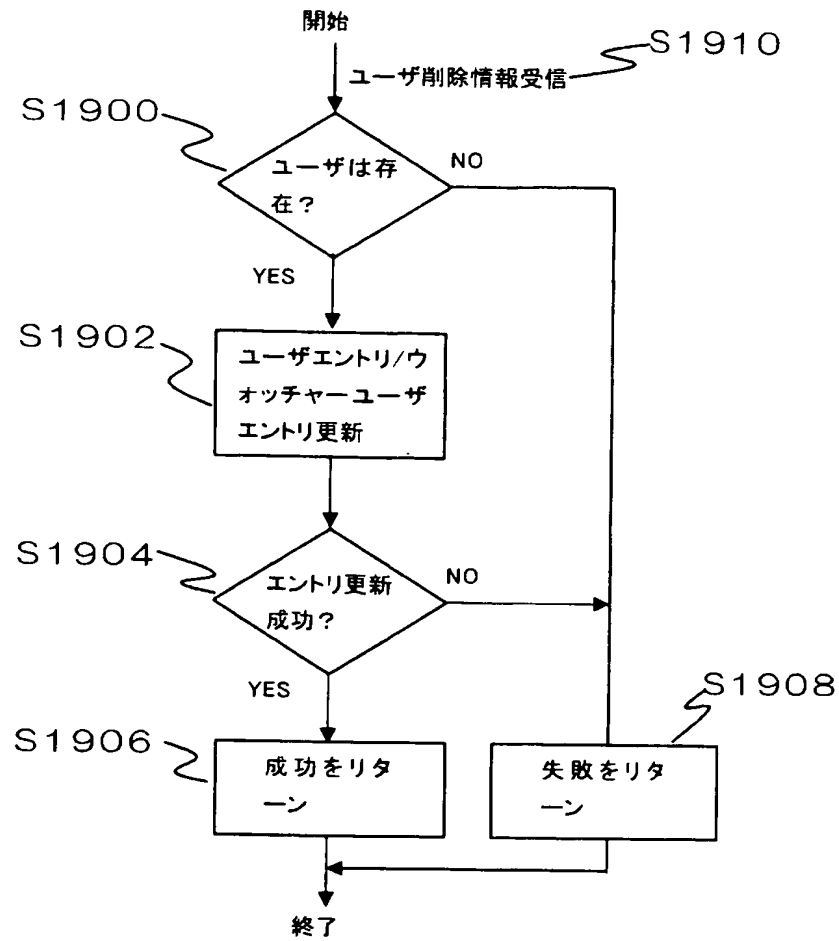 開始
S1910
ユーザ削除情報受信
S1900
ユーザは存
在?
NO
YES
S1902
ユーザエントリ/ウ
ォッチャーユーザ
エントリ更新
S1904
エントリ更新
成功?
NO
YES
S1908
S1906
成功をリタ
ーン
失敗をリタ
ーン
終了